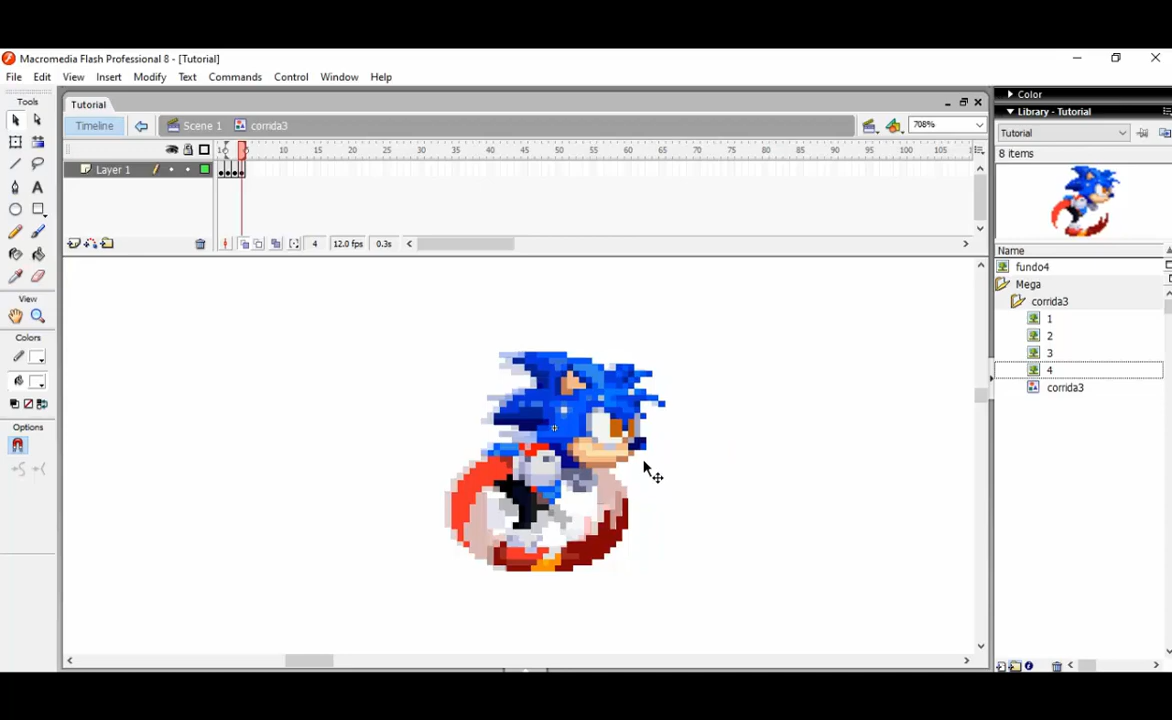 Macromedia Flash Professional 8 - [Tutorial]
File Edit View Insert Modify Text Commands Control Window Help
Tools
View
Colors
Options
Tutorial
Timeline Scene 1 corrida3 708%
5 10 15 20 25 30 35 40 45 50 55 60 65 70 75 80 85 90 95 100 105
Layer 1
4 12.0 fps 0.3s
Color
Library - Tutorial
Tutorial
8 items
Name
fundo4
Mega
corrida3
1
2
3
4
corrida3